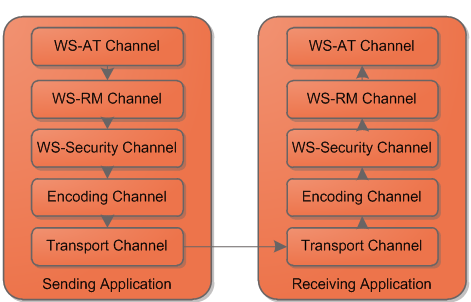 WS-AT Channel
WS-RM Channel
WS-Security Channel
Encoding Channel
Transport Channel
Sending Application
WS-AT Channel
WS-RM Channel
WS-Security Channel
Encoding Channel
Transport Channel
Receiving Application